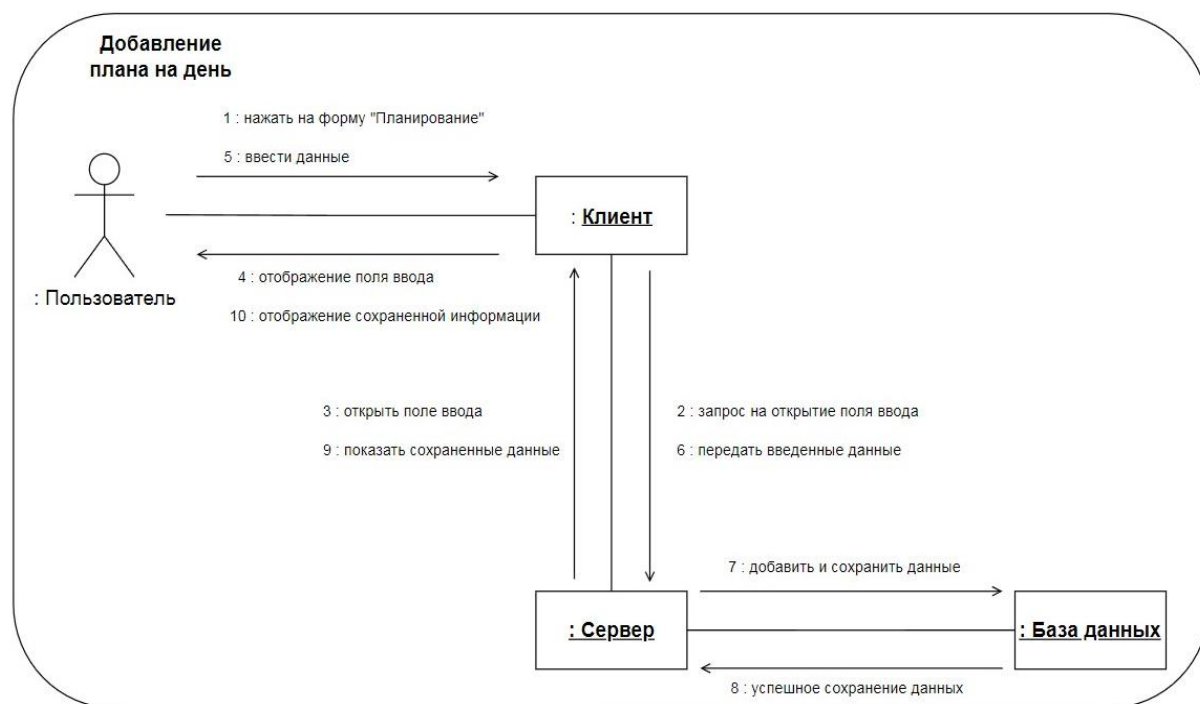 Добавление
плана на день
1 : нажать на форму "Планирование"
5 : ввести данные
: Клиент
4 : отображение поля ввода
: Пользователь
10 : отображение сохраненной информации
3 : открыть поле ввода
2 : запрос на открытие поля ввода
9 : показать сохраненные данные
6 : передать введенные данные
7 : добавить и сохранить данные
: Сервер
: База данных
8 : успешное сохранение данных